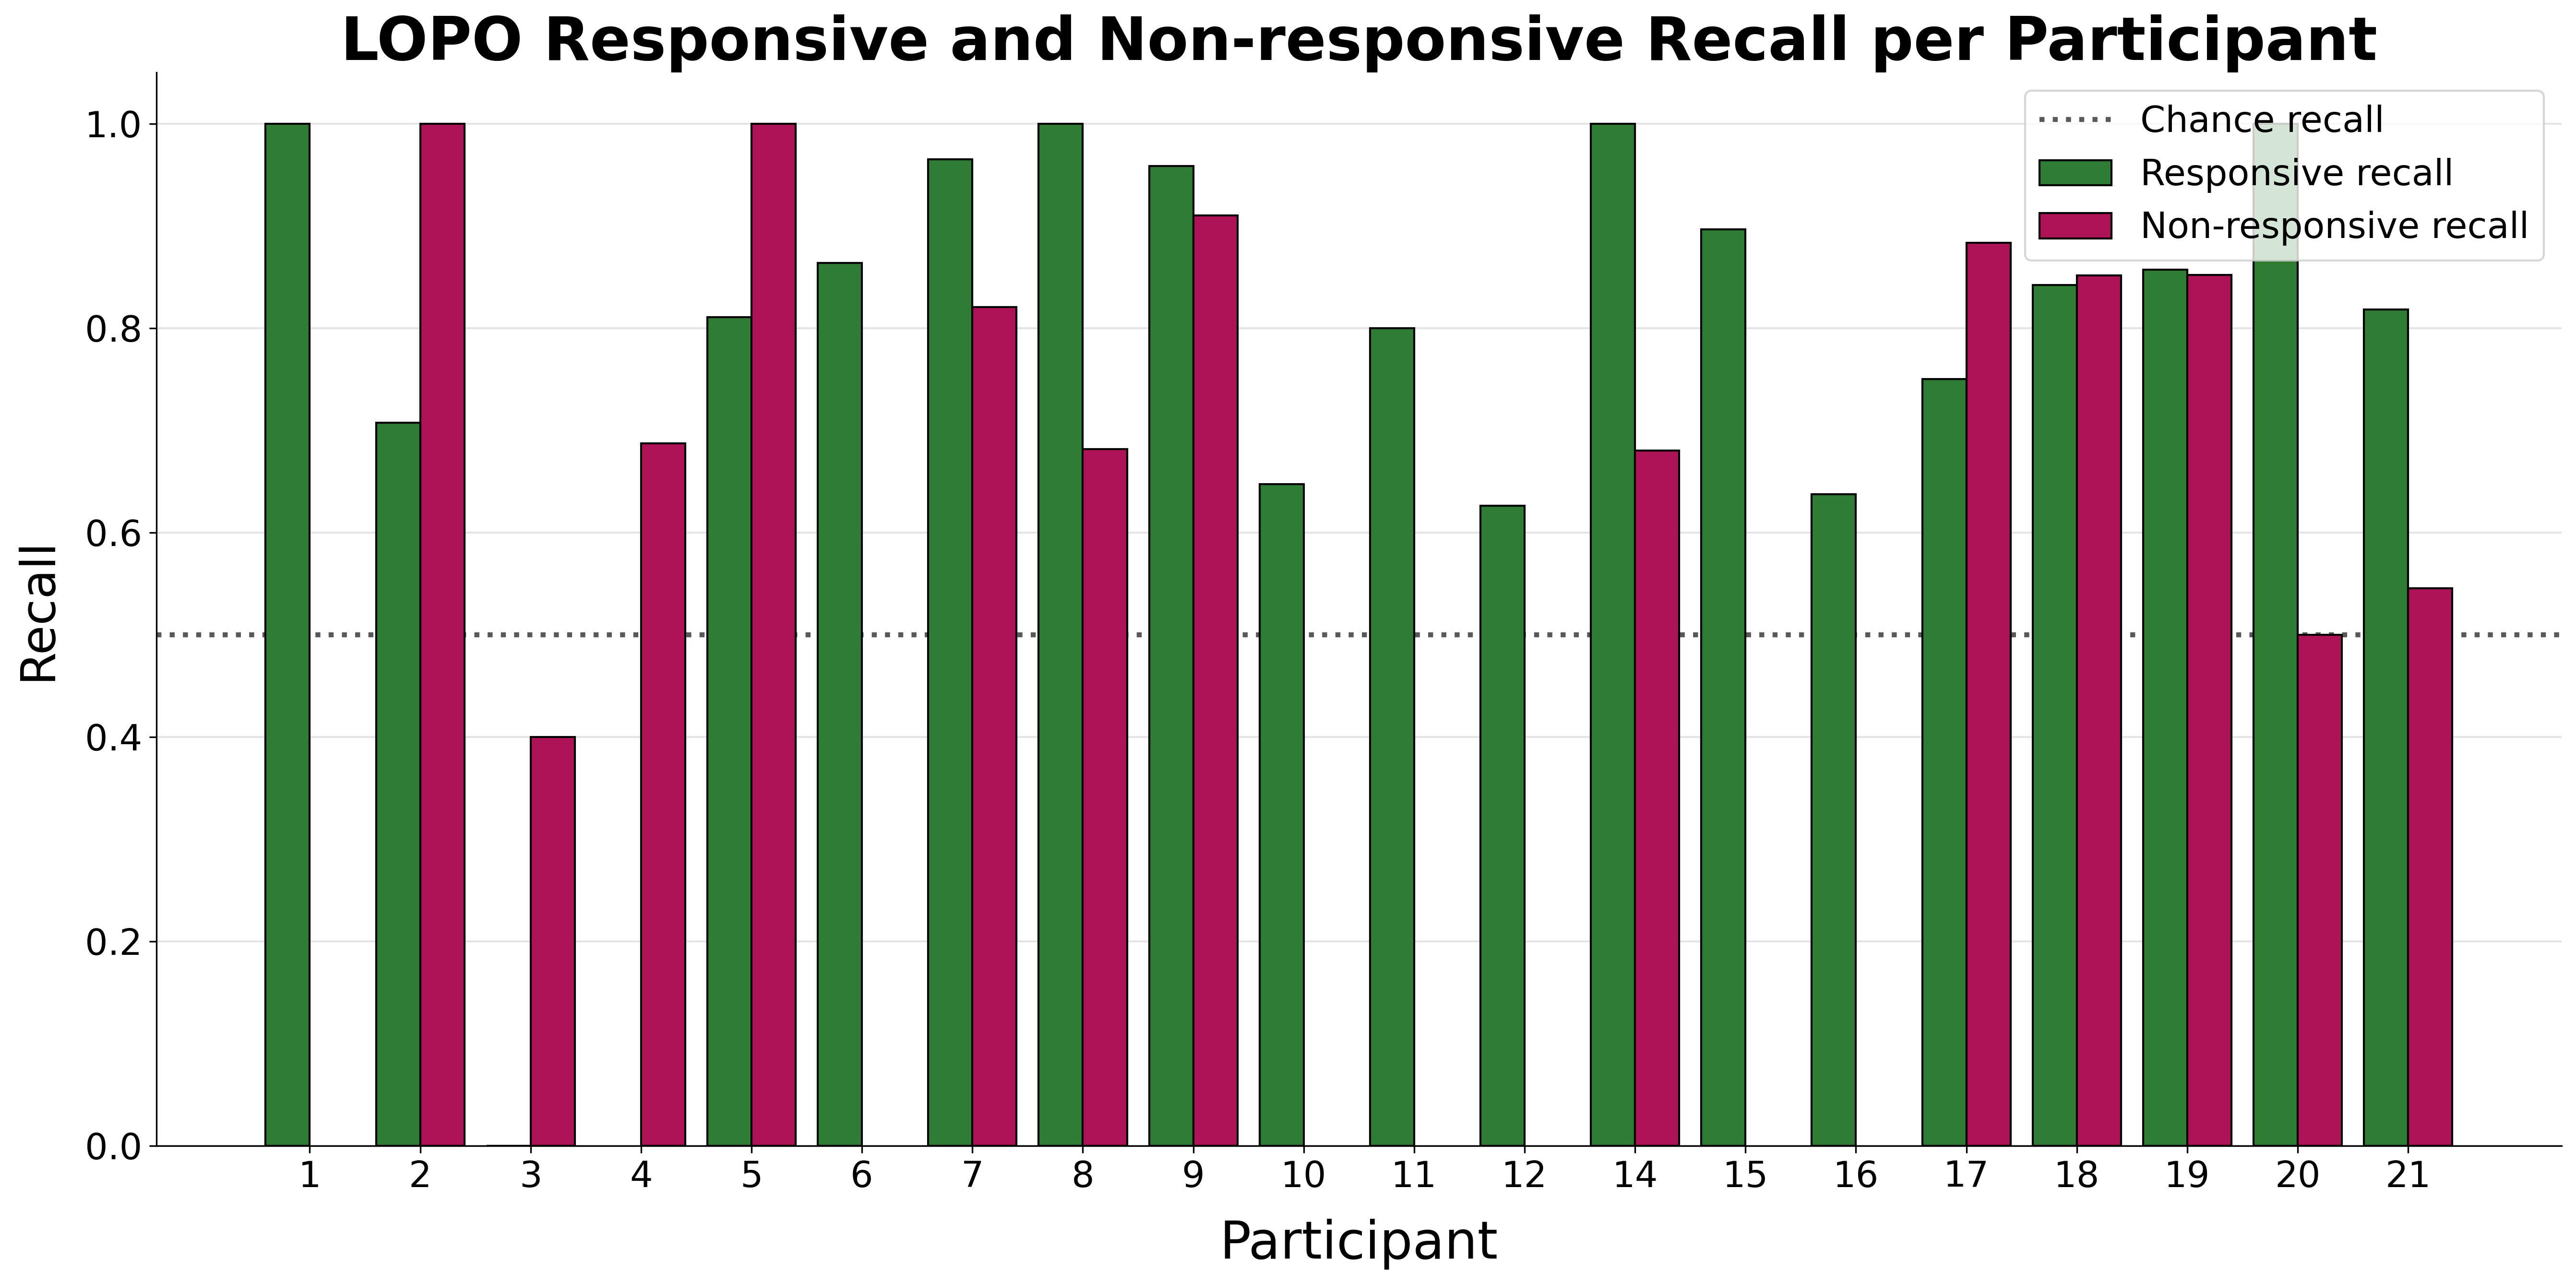 LOPO Responsive and Non-responsive Recall per Participant
Chance recall
Responsive recall
Non-responsive recall
1.0
0.8
0.6
0.4
0.2
0.0
Recall
1 2 3 4 5 6 7 8 9 10 11 12 14 15 16 17 18 19 20 21
Participant